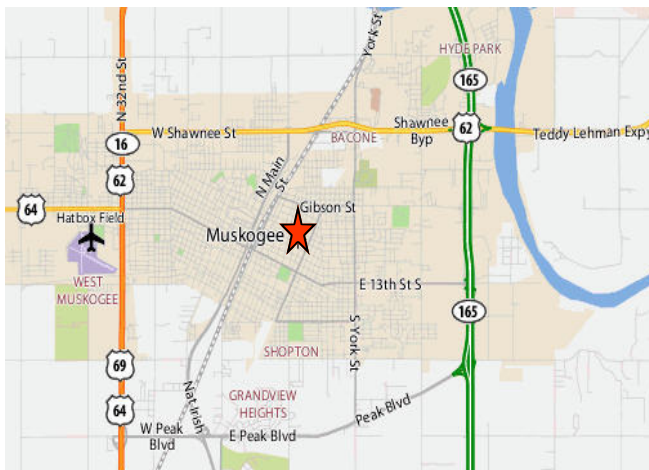 York St
HYDE PARK
N 32nd St
165
W Shawnee St
Shawnee
Byp
62
Teddy Lehman Expy
16
BACONE
N Main
St
62
64
Hatbox Field
Gibson St
Muskogee
WEST
MUSKOGEE
E 13th St S
165
S York St
SHOPTON
69
Nat Irish
GRANDVIEW
HEIGHTS
64
Peak Blvd
W Peak
Blvd
E Peak Blvd